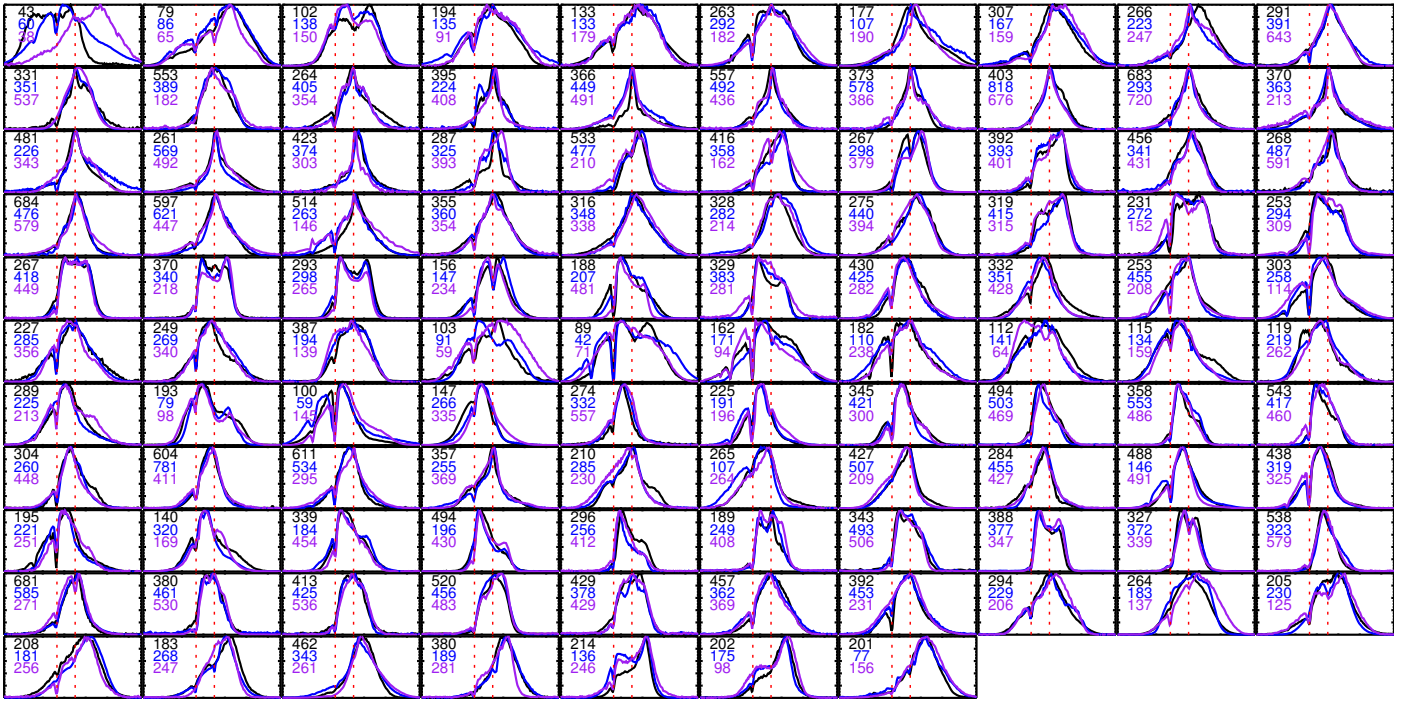 43 79 102 194 133 263 177 307 266 291
60 86 138 135 133 292 107 167 223 391
38 65 150 91 179 182 190 159 247 643
331 553 264 395 366 557 373 403 683 370
351 389 405 224 449 492 578 818 293 363
537 182 354 408 491 436 386 676 720 213
481 261 423 287 533 416 267 392 456 268
226 569 374 325 477 358 298 393 341 487
343 492 303 393 210 162 379 401 431 591
684 597 514 355 316 328 275 319 231 253
476 621 263 360 348 282 440 415 272 294
579 447 146 354 338 214 394 315 152 309
267 370 293 156 188 329 430 332 253 303
418 340 298 147 207 383 425 351 455 258
449 218 265 234 481 281 262 428 208 114
227 249 387 103 89 162 182 112 115 119
285 269 194 91 42 171 110 141 134 219
356 340 139 59 71 94 238 64 159 262
289 193 100 147 274 225 345 494 358 543
225 79 59 266 332 191 421 503 553 417
213 98 145 335 557 196 300 469 486 460
304 604 611 357 210 265 427 284 488 438
260 781 534 255 285 107 507 455 146 319
448 411 295 369 230 264 209 427 491 325
195 140 339 494 296 189 343 388 327 538
221 320 184 196 258 249 493 377 372 323
251 169 454 430 412 408 506 347 339 579
681 380 413 520 429 457 392 294 264 205
585 461 425 456 378 362 453 229 183 230
271 530 536 483 429 369 231 206 137 125
208 183 462 380 214 202 201
181 268 343 189 136 175 77
256 247 261 281 246 98 156